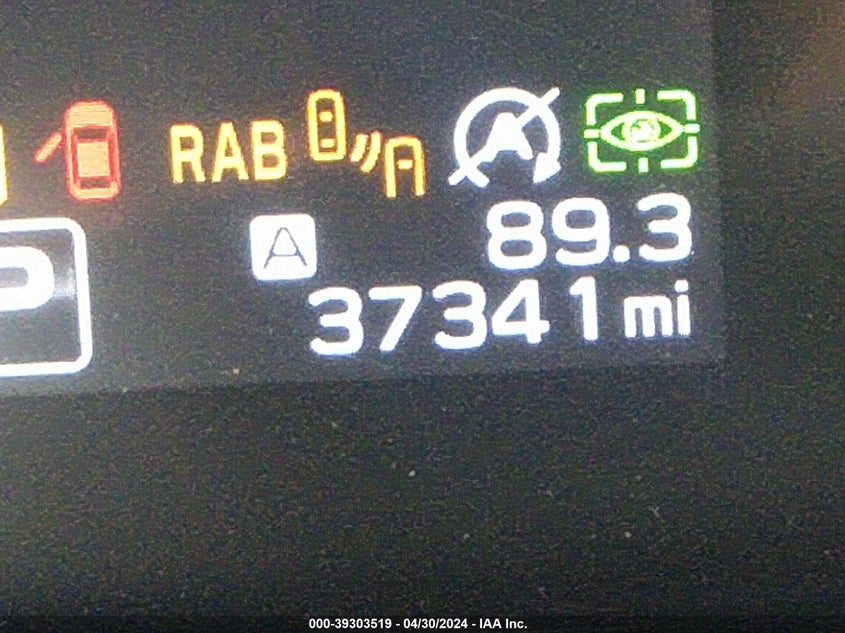 RAB A
A 89.3
P 37341 mi
000-39303519 - 04/30/2024 - IAA Inc.